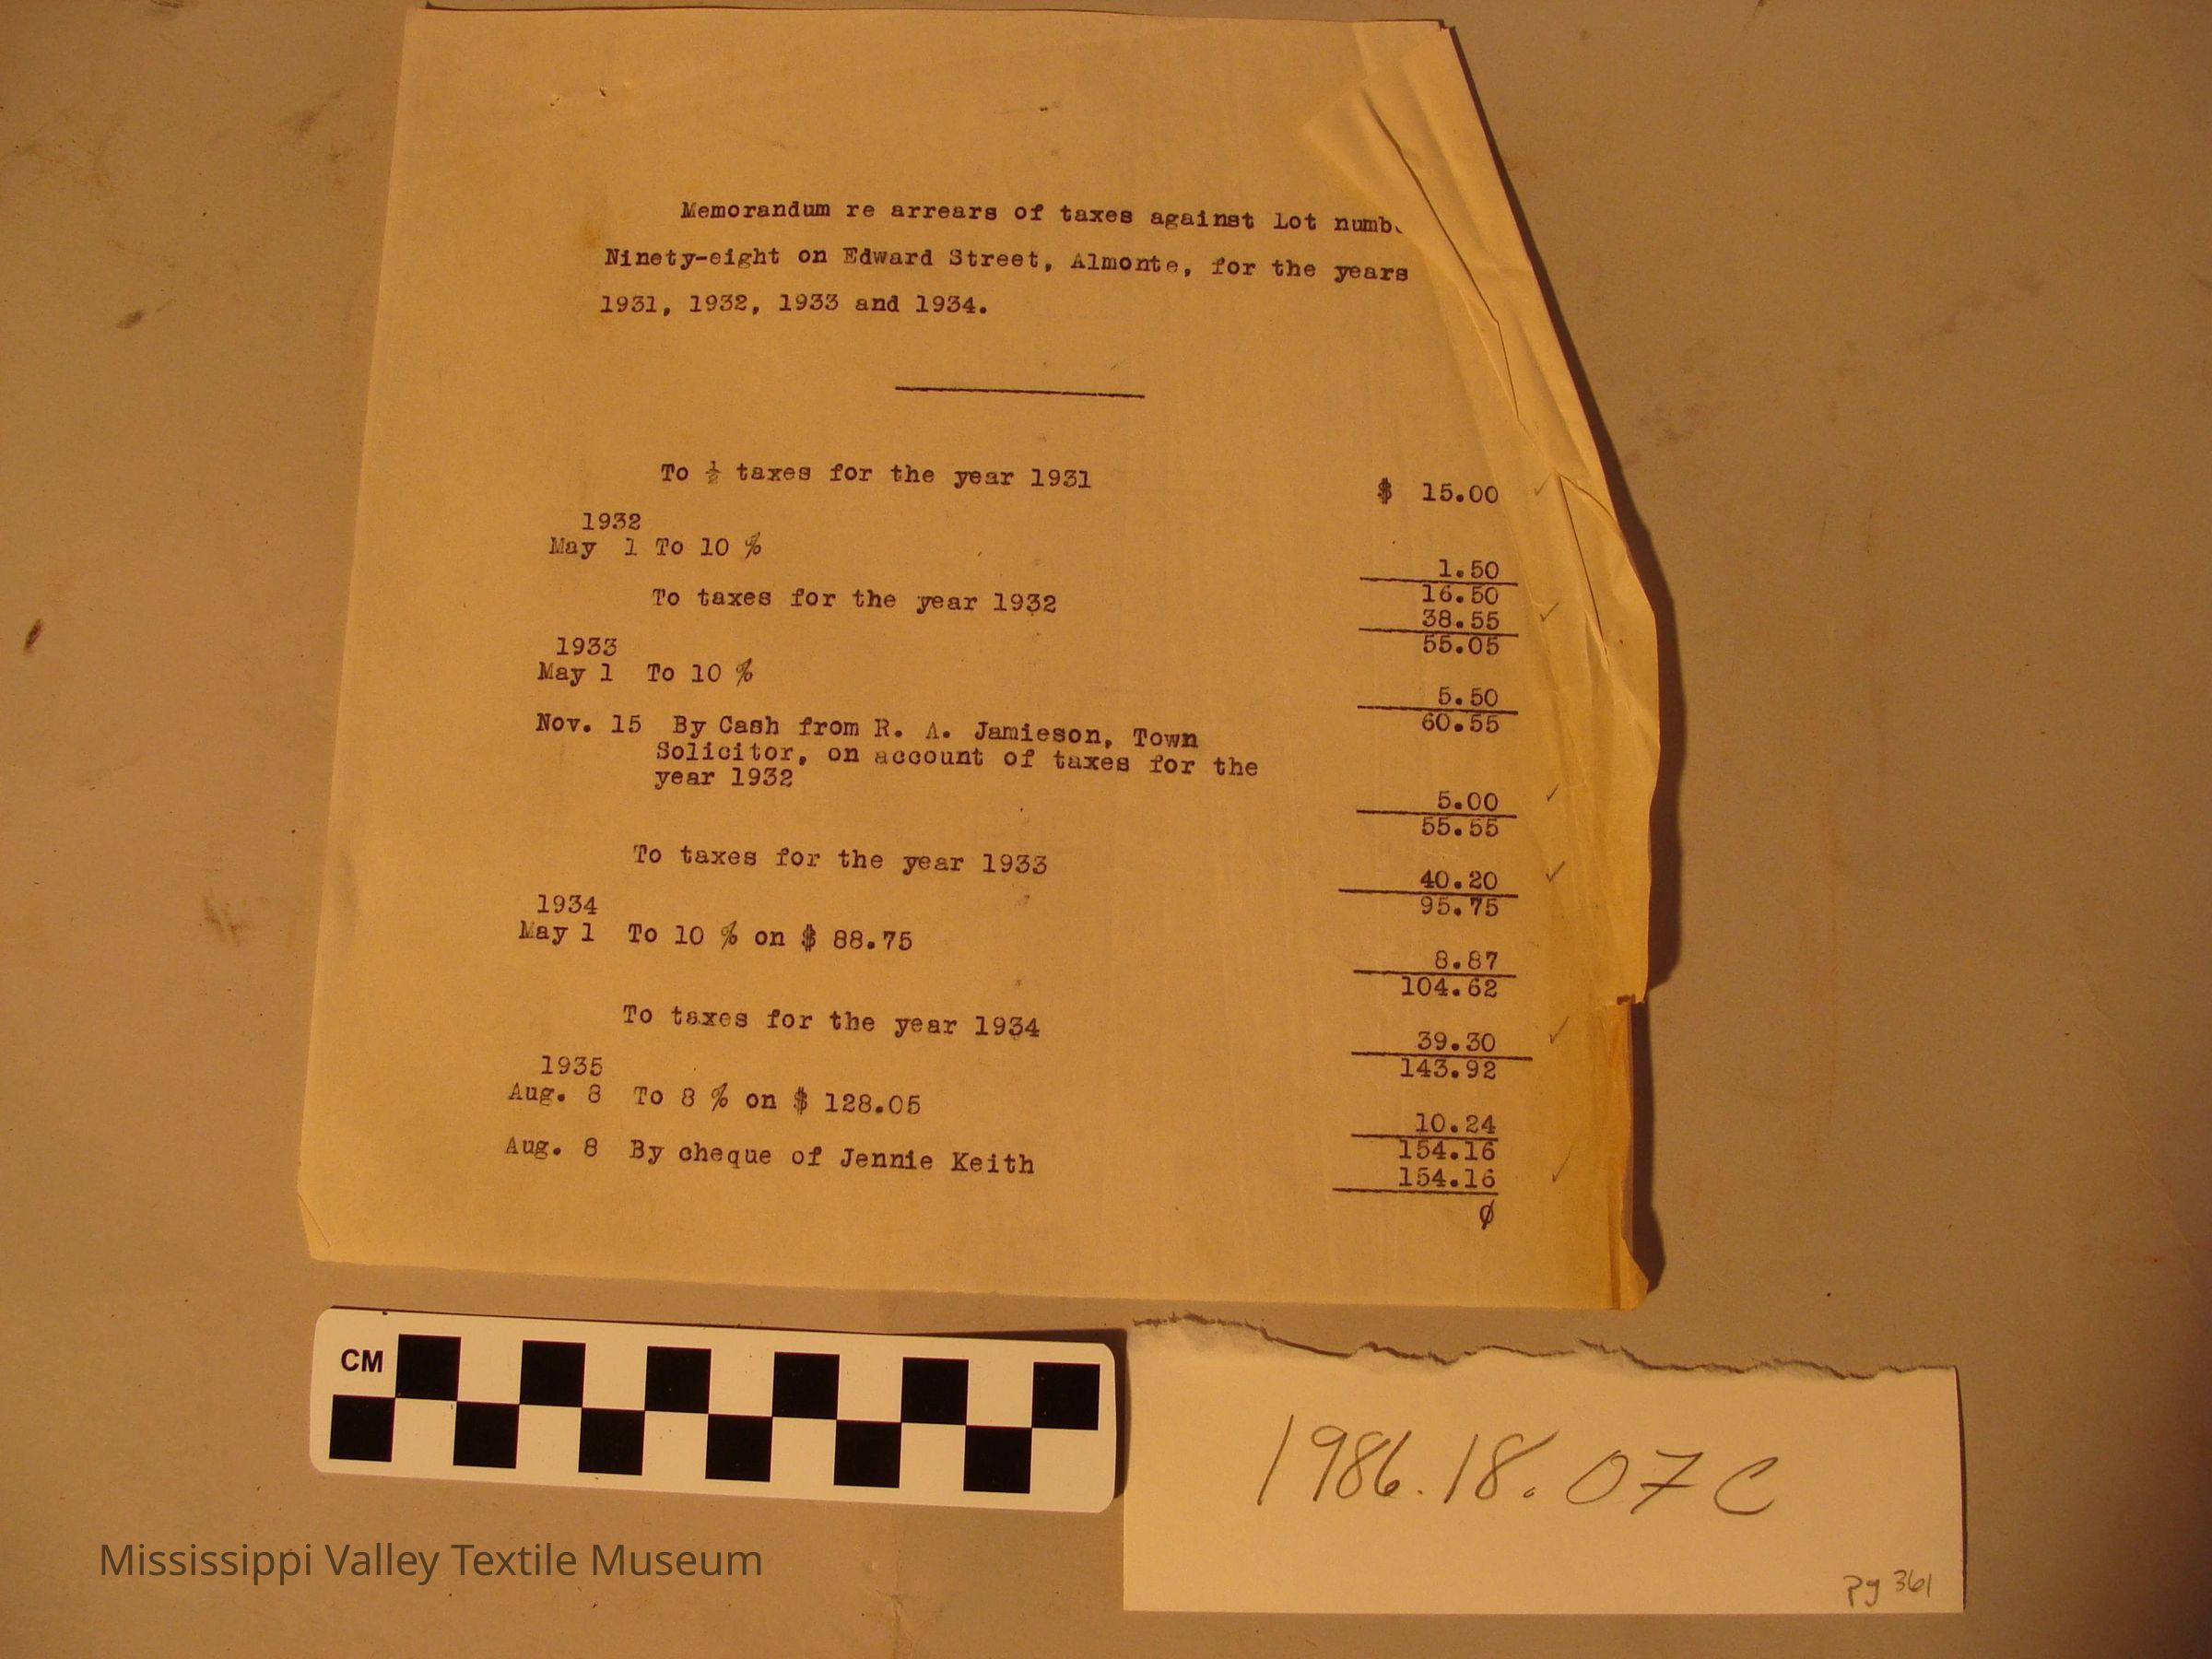 Memorandum re arrears of taxes against Lot numb
Ninety-eight on Edward Street, Almonte, for the years
1931, 1932, 1933 and 1934.
To ½ taxes for the year 1931 $ 15.00 ✓
1932
May 1 To 10 % 1.50
16.50
To taxes for the year 1932 38.55 ✓
55.05
1933
May 1 To 10 % 5.50
60.55
Nov. 15 By Cash from R. A. Jamieson, Town
Solicitor, on account of taxes for the
year 1932 5.00 ✓
55.55
To taxes for the year 1933 40.20 ✓
95.75
1934
May 1 To 10 % on $ 88.75 8.87
104.62
To taxes for the year 1934 39.30 ✓
143.92
1935
Aug. 8 To 8 % on $ 128.05 10.24
154.16
Aug. 8 By cheque of Jennie Keith 154.16 ✓
0
CM
1986.18.07C
pg 361
Mississippi Valley Textile Museum